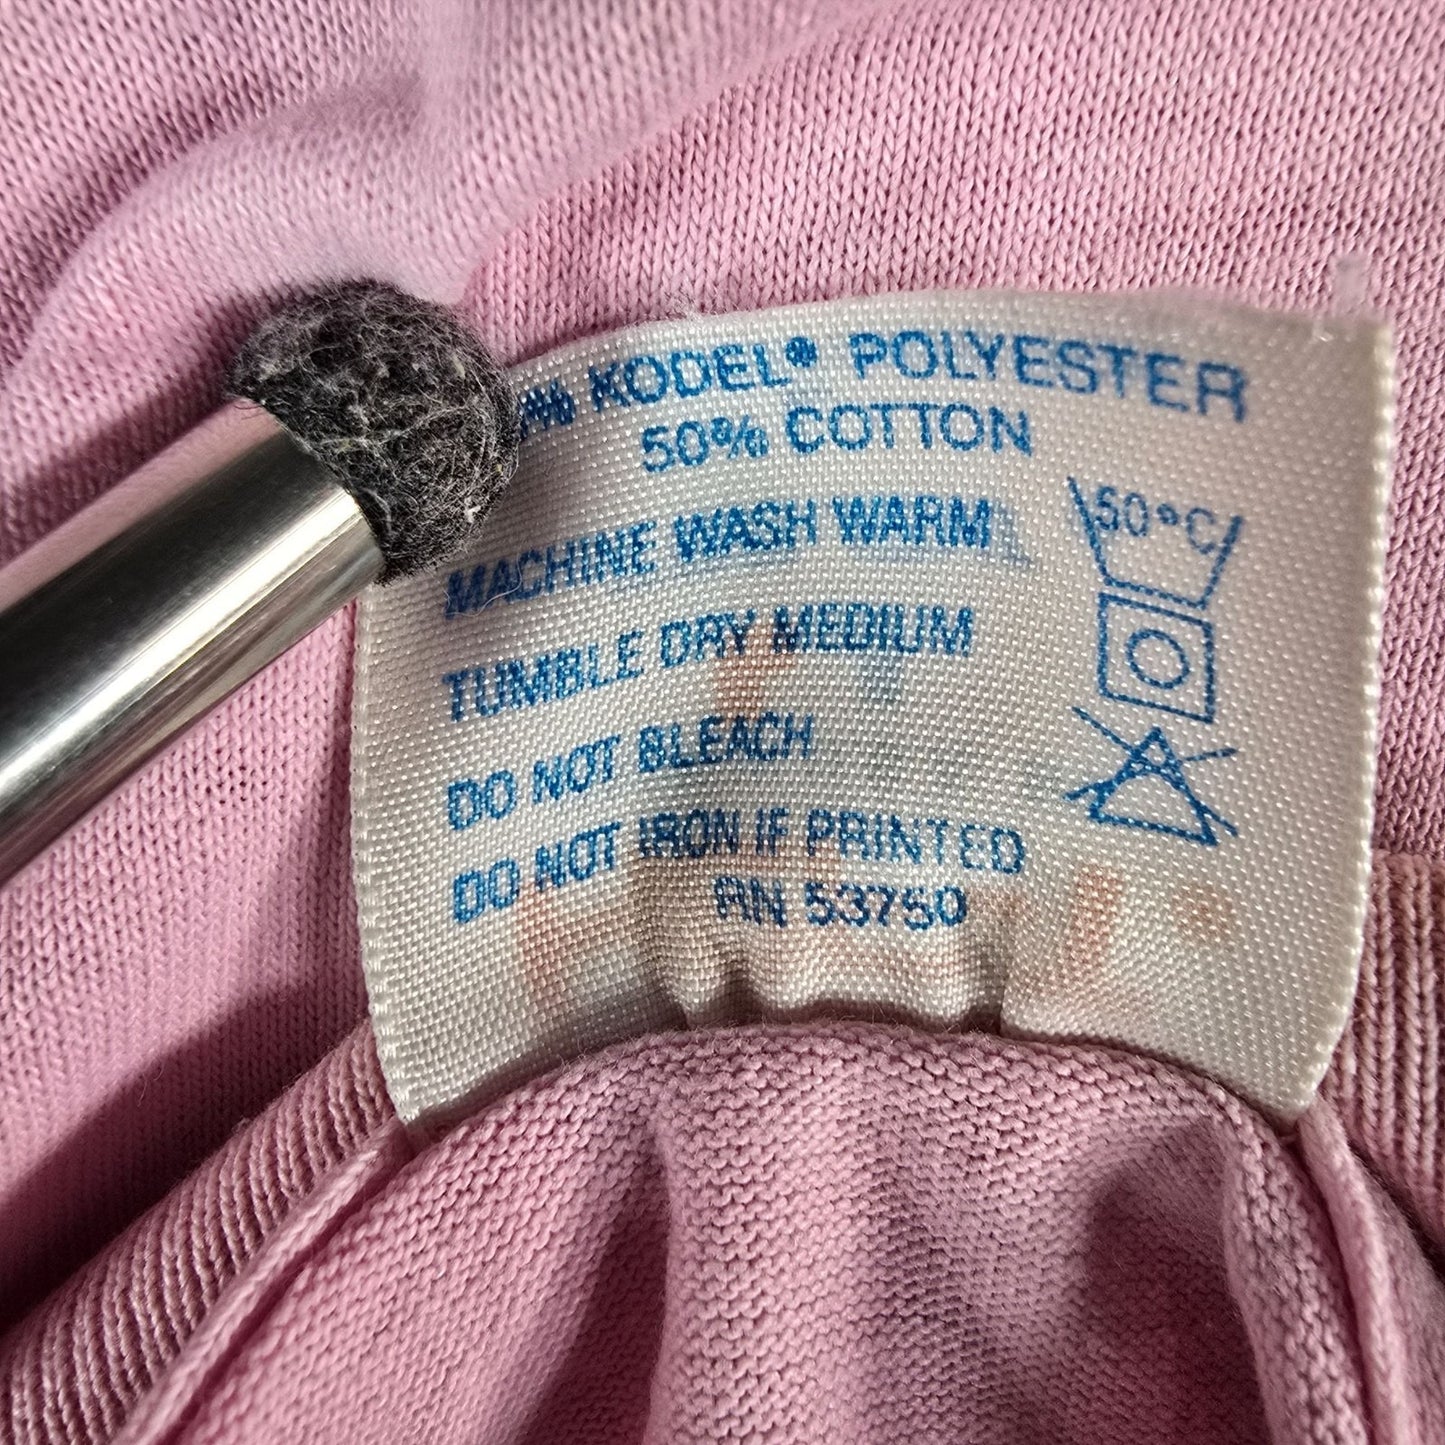 % KODEL® POLYESTER
50% COTTON
MACHINE WASH WARM
TUMBLE DRY MEDIUM
DO NOT BLEACH
DO NOT IRON IF PRINTED
RN 53750
50°C